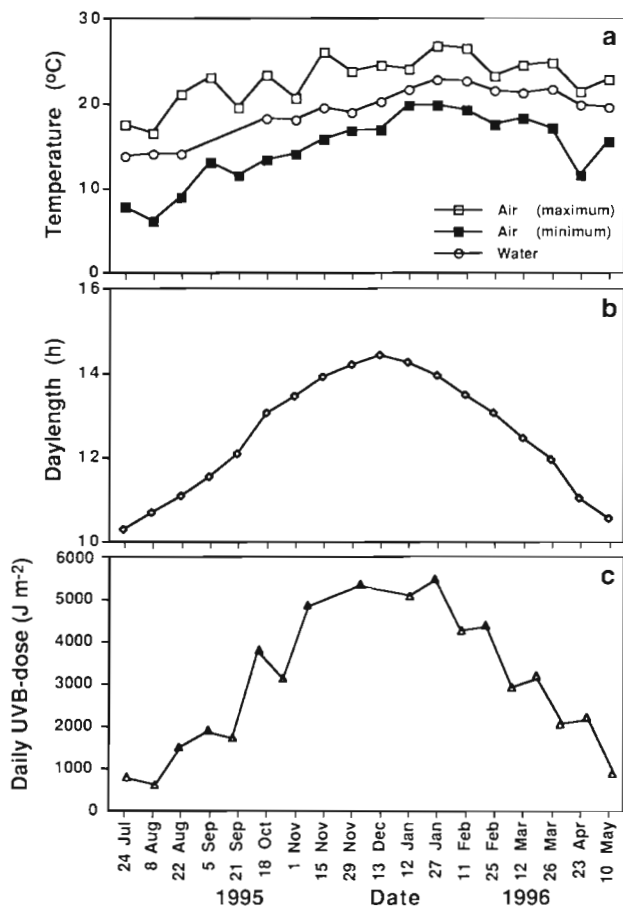 30
20
10
0
Temperature (ºC)
a
Air (maximum)
Air (minimum)
Water
16
14
12
10
Daylength (h)
b
6000
5000
4000
3000
2000
1000
0
Daily UVB-dose (J m-2)
c
24 Jul
8 Aug
22 Aug
5 Sep
21 Sep
18 Oct
1 Nov
15 Nov
29 Nov
13 Dec
12 Jan
27 Jan
11 Feb
25 Feb
12 Mar
26 Mar
23 Apr
10 May
1995 Date 1996